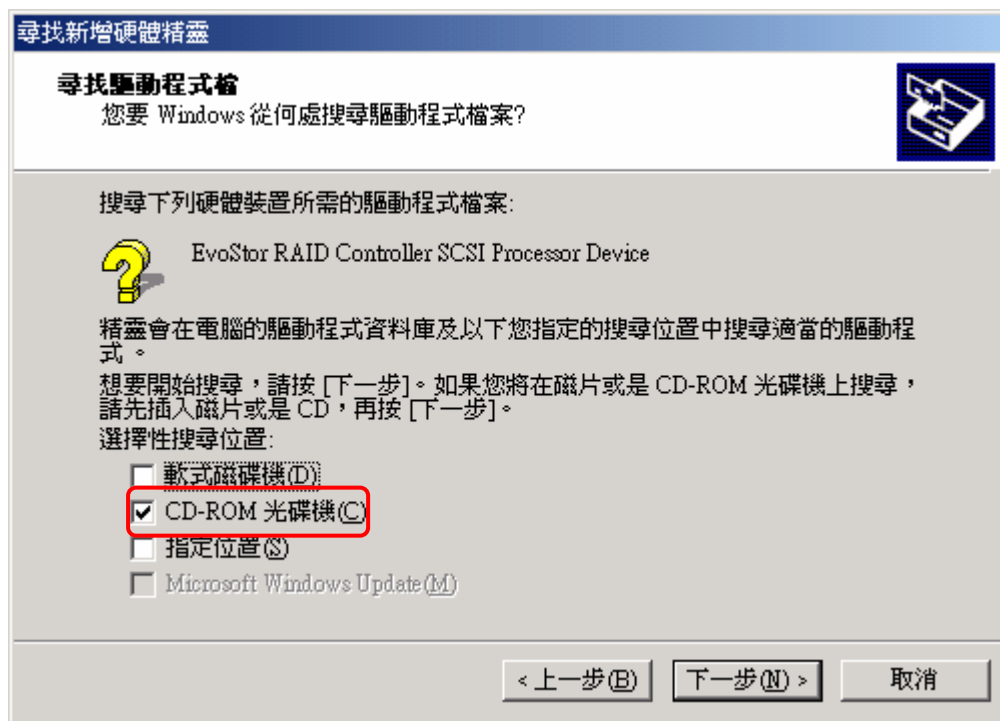 尋找新增硬體精靈
尋找驅動程式檔
您要 Windows 從何處搜尋驅動程式檔案?
搜尋下列硬體裝置所需的驅動程式檔案:
EvoStor RAID Controller SCSI Processor Device
精靈會在電腦的驅動程式資料庫及以下您指定的搜尋位置中搜尋適當的驅動程
式。
想要開始搜尋，請按 [下一步]。如果您將在磁片或是 CD-ROM 光碟機上搜尋，
請先插入磁片或是 CD，再按 [下一步]。
選擇性搜尋位置:
軟式磁碟機(D)
CD-ROM 光碟機(C)
指定位置(S)
Microsoft Windows Update(M)
< 上一步(B) 下一步(N) > 取消